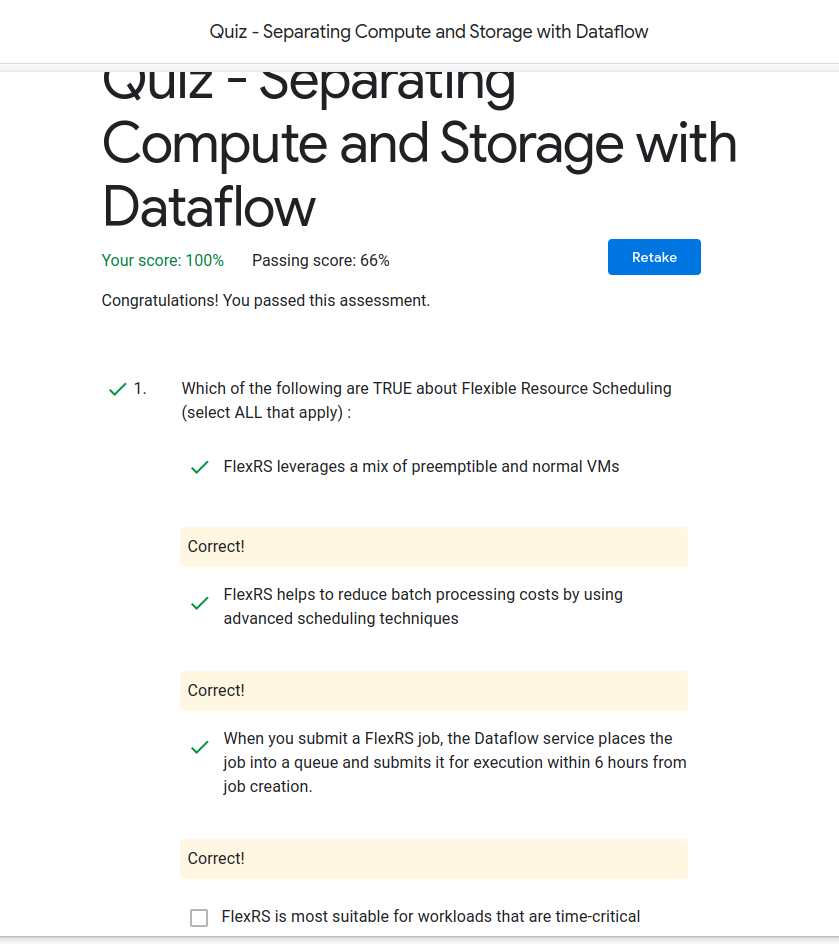 Quiz - Separating Compute and Storage with Dataflow
Quiz - Separating
Compute and Storage with
Dataflow
Your score: 100% Passing score: 66%
Retake
Congratulations! You passed this assessment.
1. Which of the following are TRUE about Flexible Resource Scheduling
(select ALL that apply) :
FlexRS leverages a mix of preemptible and normal VMs
Correct!
FlexRS helps to reduce batch processing costs by using
advanced scheduling techniques
Correct!
When you submit a FlexRS job, the Dataflow service places the
job into a queue and submits it for execution within 6 hours from
job creation.
Correct!
FlexRS is most suitable for workloads that are time-critical